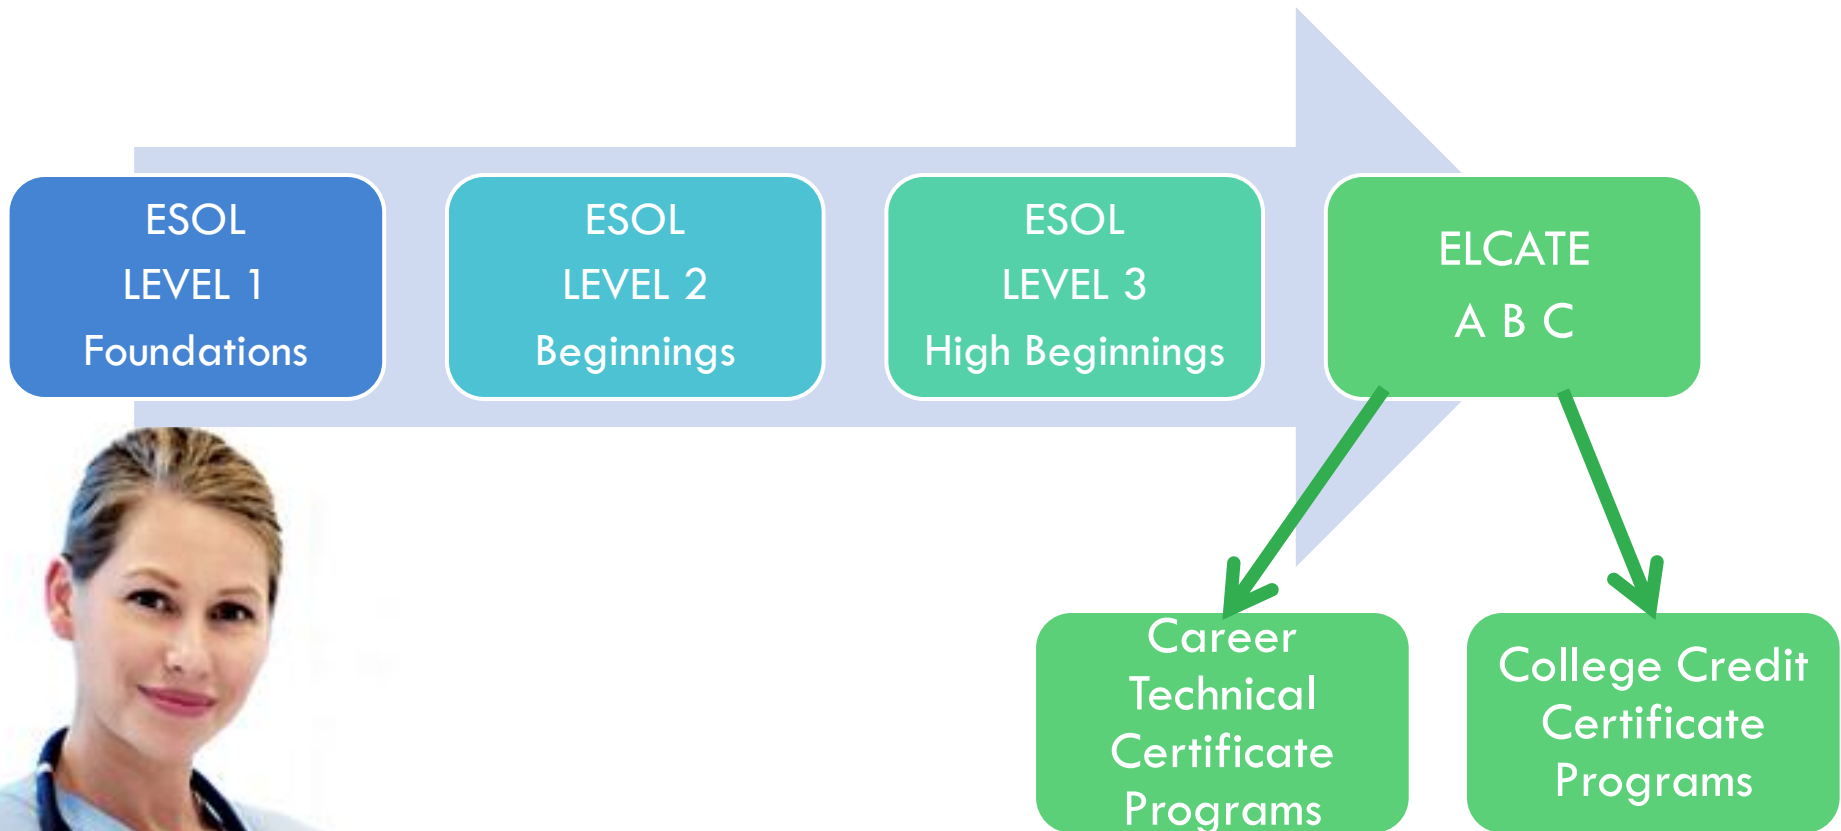 ESOL
LEVEL 1
Foundations
ESOL
LEVEL 2
Beginnings
ESOL
LEVEL 3
High Beginnings
ELCATE
A B C
Career
Technical
Certificate
Programs
College Credit
Certificate
Programs